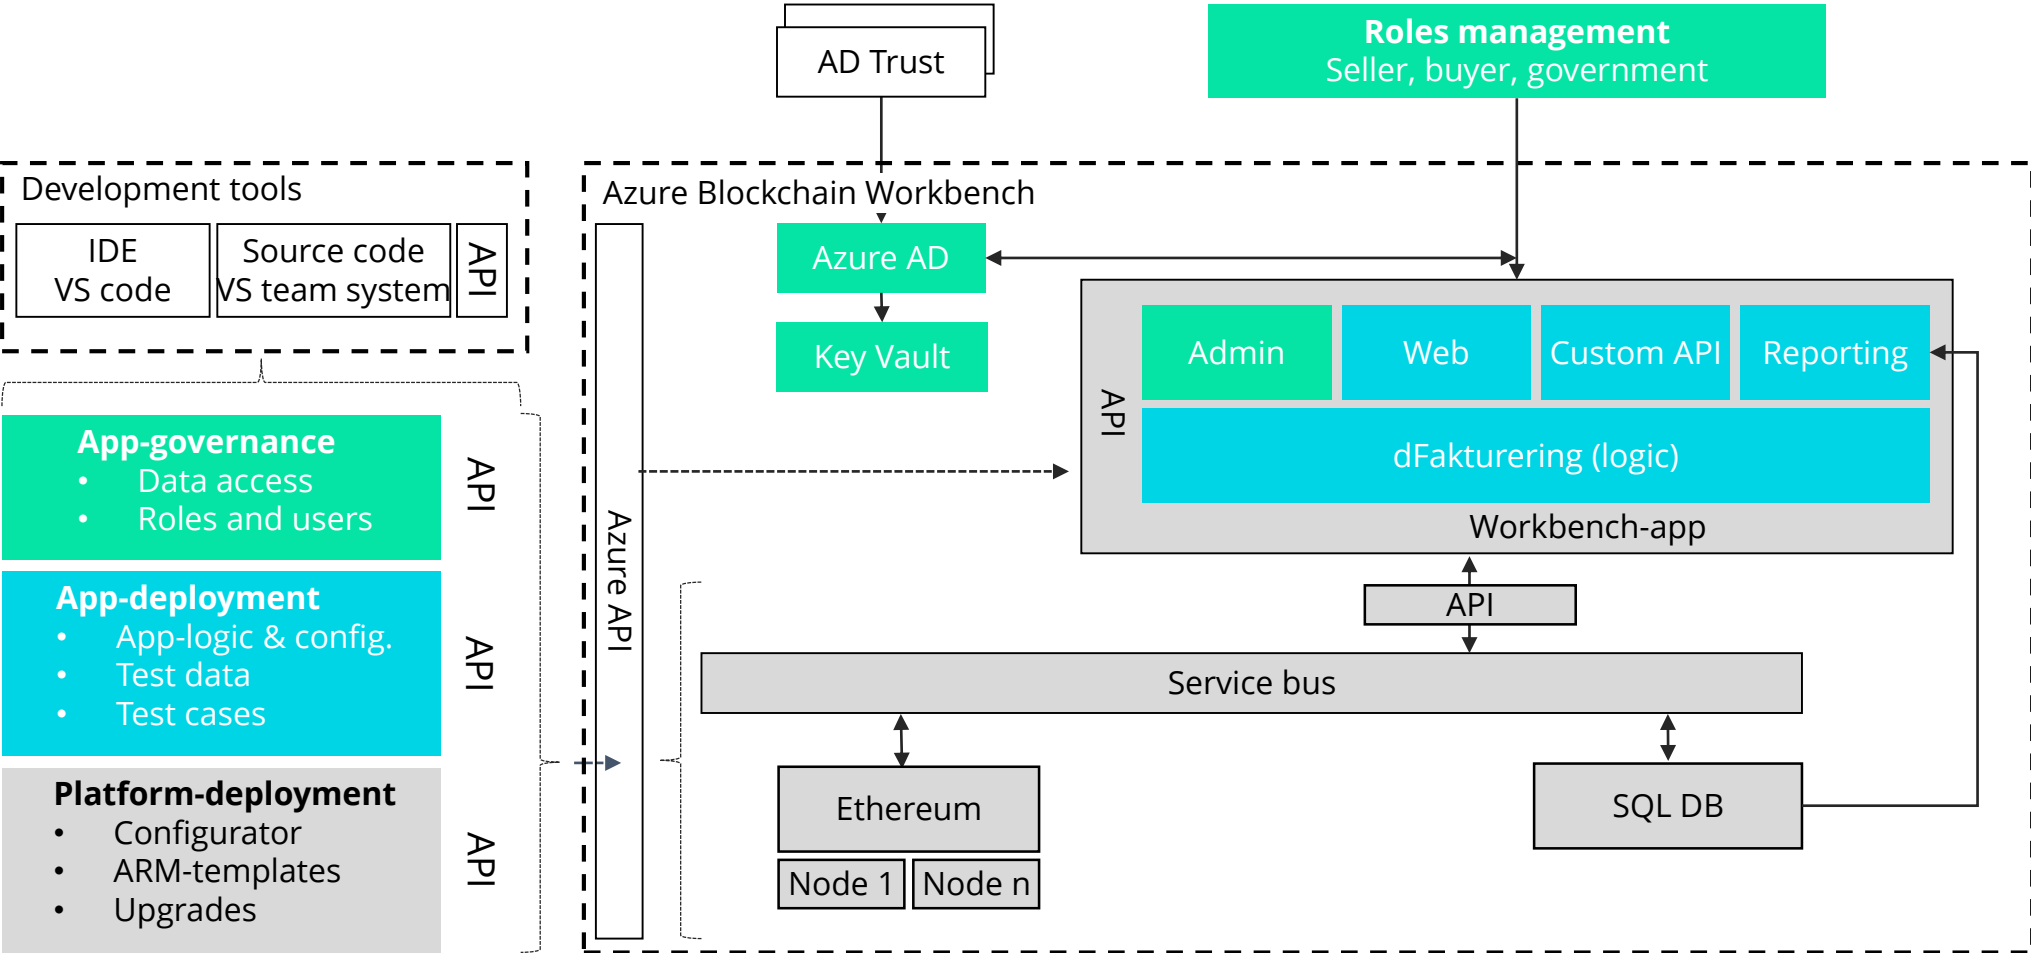 AD Trust
Roles management
Seller, buyer, government
Development tools
IDE
VS code
Source code
VS team system
API
App-governance
• Data access
• Roles and users
API
App-deployment
• App-logic & config.
• Test data
• Test cases
API
Platform-deployment
• Configurator
• ARM-templates
• Upgrades
API
Azure Blockchain Workbench
Azure API
Azure AD
Key Vault
API
Admin
Web
Custom API
Reporting
dFakturering (logic)
Workbench-app
API
Service bus
Ethereum
Node 1
Node n
SQL DB